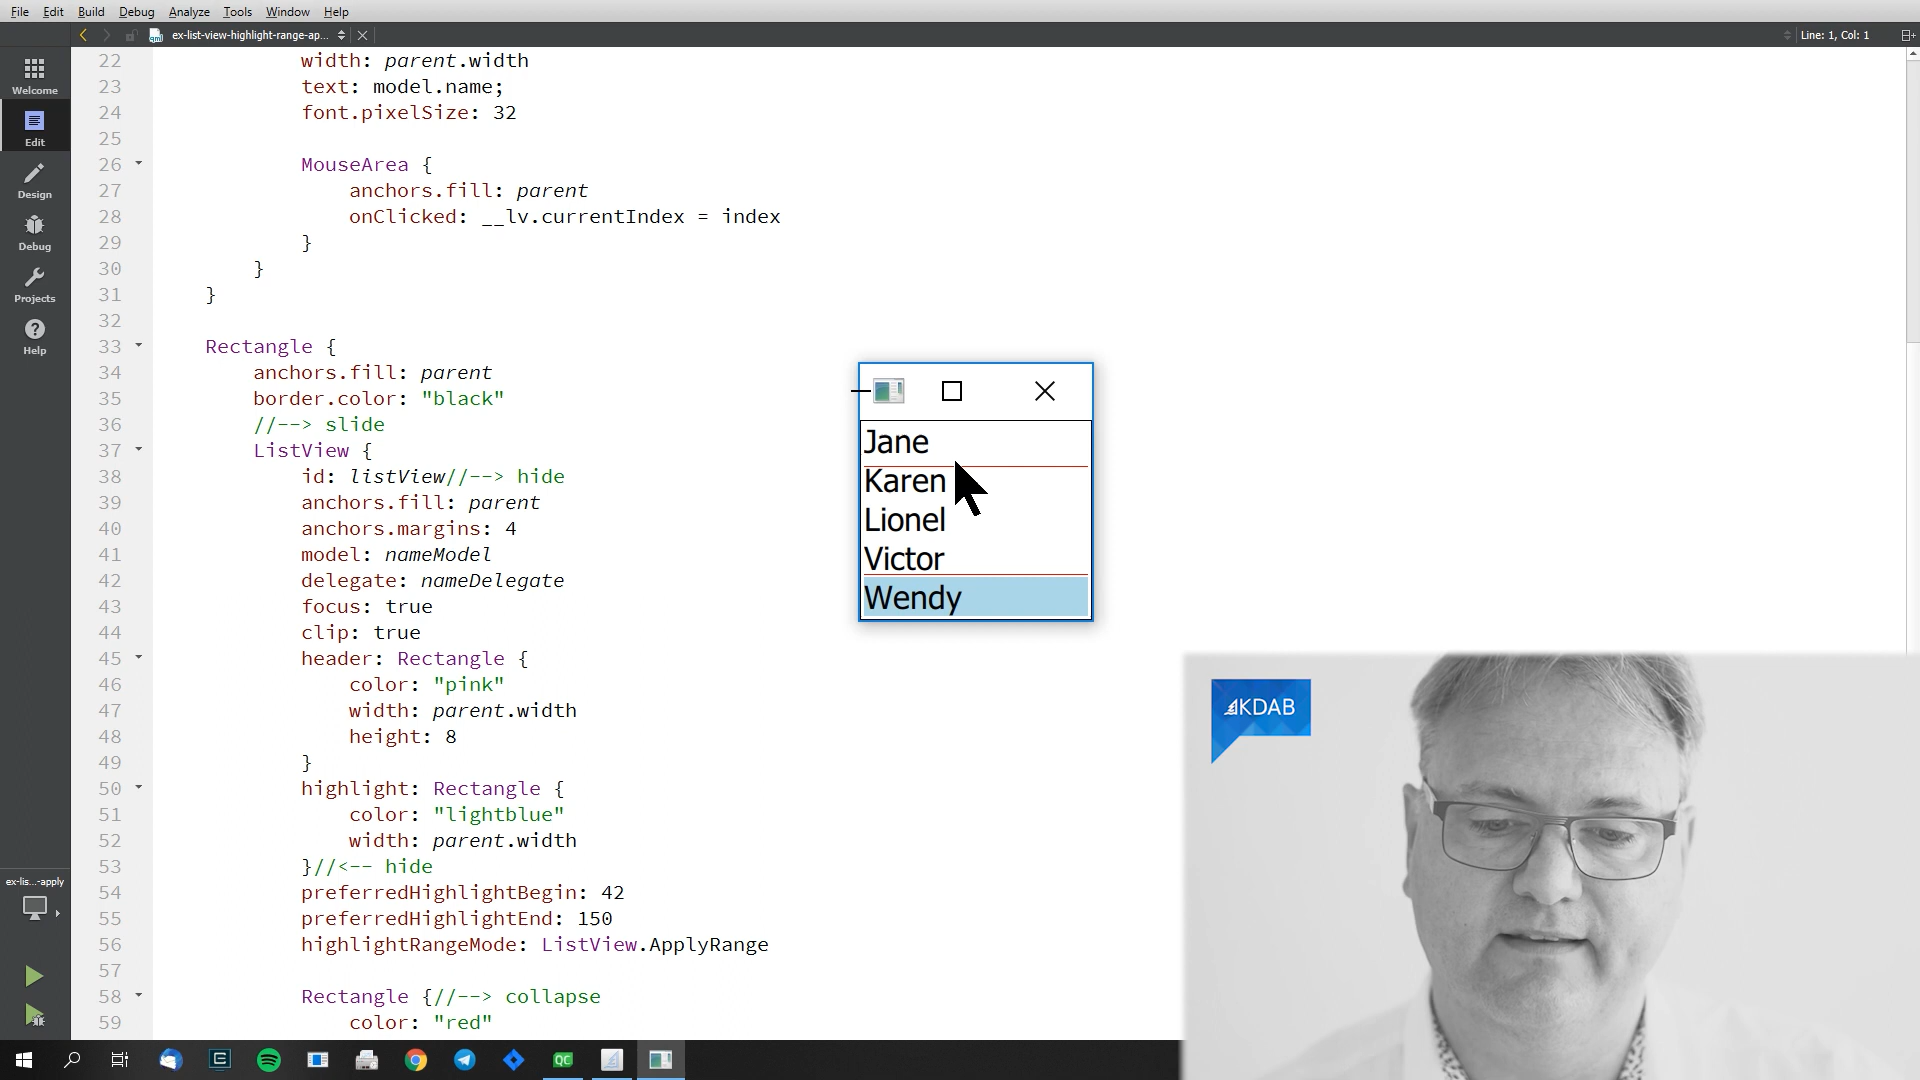 File Edit Build Debug Analyze Tools Window Help
ex-list-view-highlight-range-ap...
Line: 1, Col: 1
Welcome
Edit
Design
Debug
Projects
Help
ex-lis...-apply
22 width: parent.width
23 text: model.name;
24 font.pixelSize: 32
25
26 MouseArea {
27 anchors.fill: parent
28 onClicked: __lv.currentIndex = index
29 }
30 }
31 }
32
33 Rectangle {
34 anchors.fill: parent
35 border.color: "black"
36 //--> slide
37 ListView {
38 id: listView//--> hide
39 anchors.fill: parent
40 anchors.margins: 4
41 model: nameModel
42 delegate: nameDelegate
43 focus: true
44 clip: true
45 header: Rectangle {
46 color: "pink"
47 width: parent.width
48 height: 8
49 }
50 highlight: Rectangle {
51 color: "lightblue"
52 width: parent.width
53 }//<-- hide
54 preferredHighlightBegin: 42
55 preferredHighlightEnd: 150
56 highlightRangeMode: ListView.ApplyRange
57
58 Rectangle {//--> collapse
59 color: "red"
Jane
Karen
Lionel
Victor
Wendy
KDAB
QC